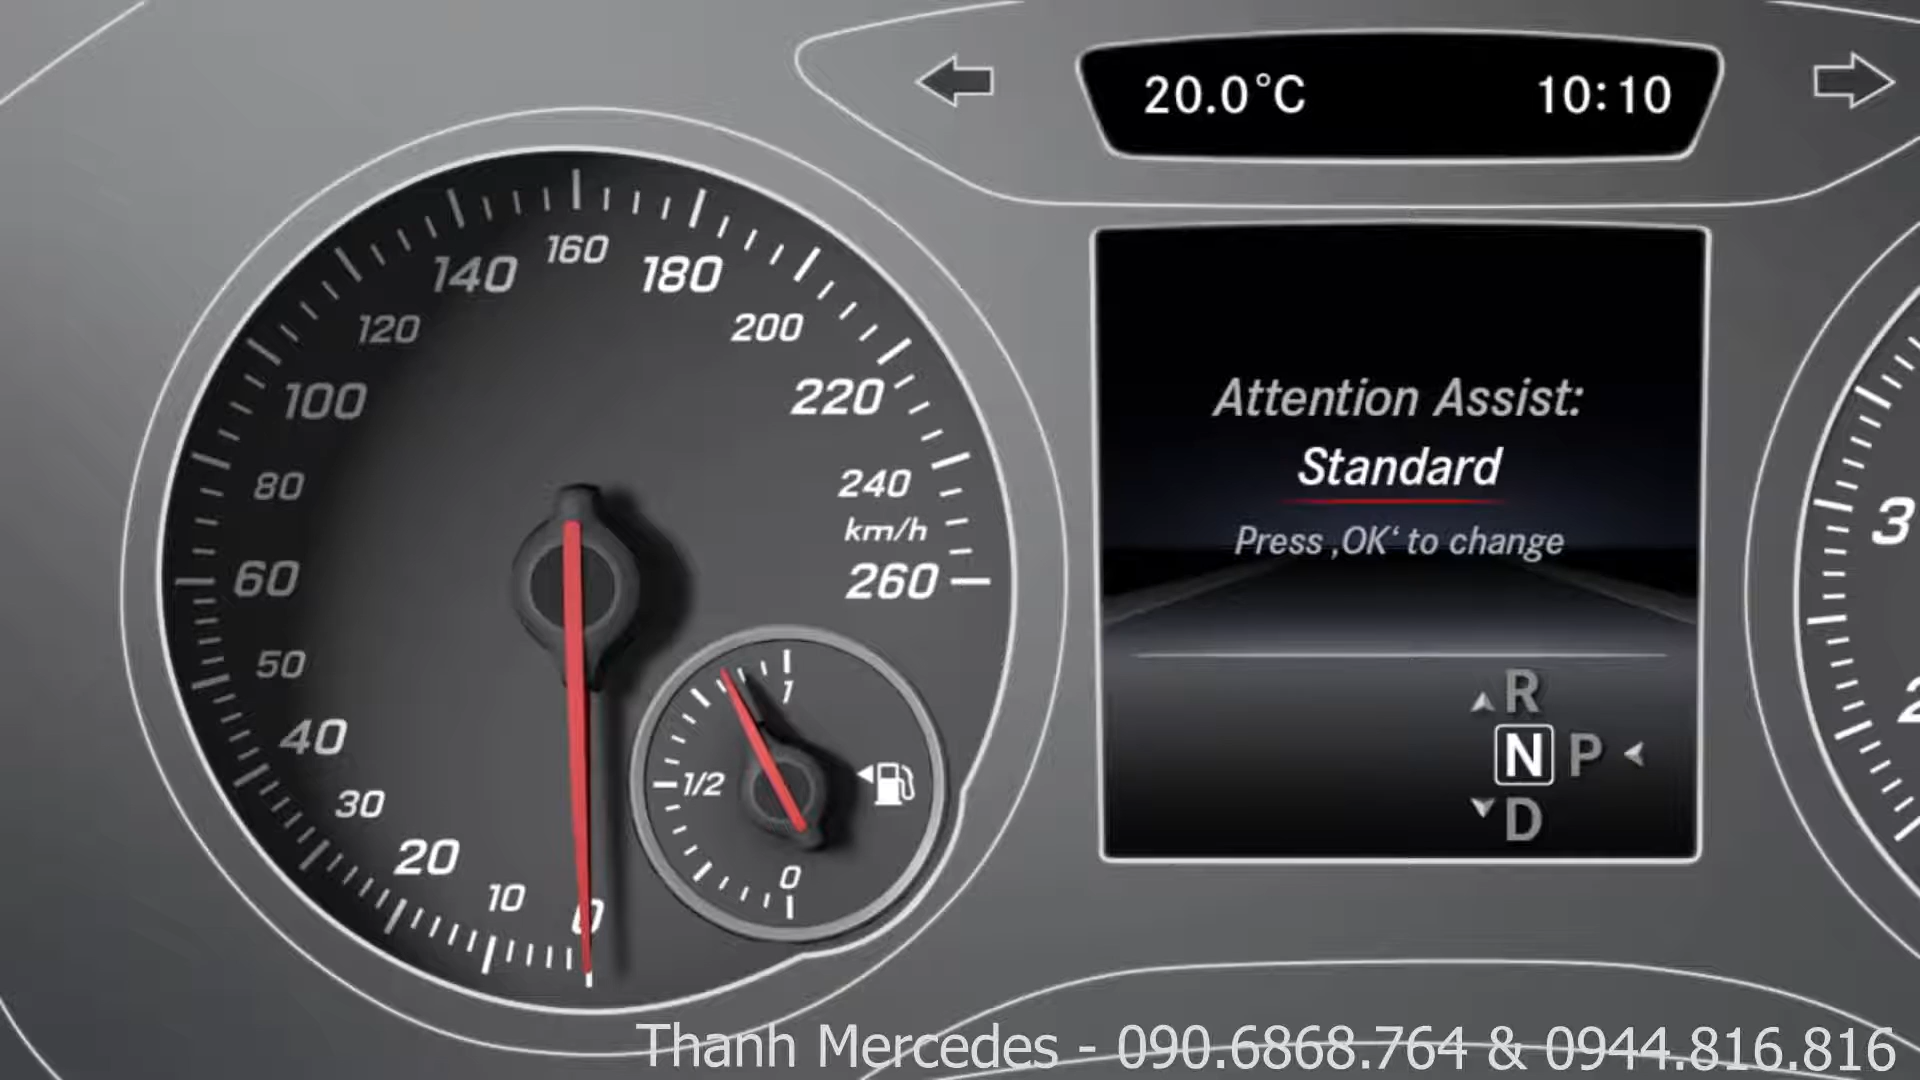 20.0°C 10:10
160
140 180
120 200
100 220
80 240
km/h
60 260
50
40
30
20
10
0
1
1/2
0
Attention Assist:
Standard
Press ‚OK‘ to change
R
N P
D
3
2
Thanh Mercedes - 090.6868.764 & 0944.816.816